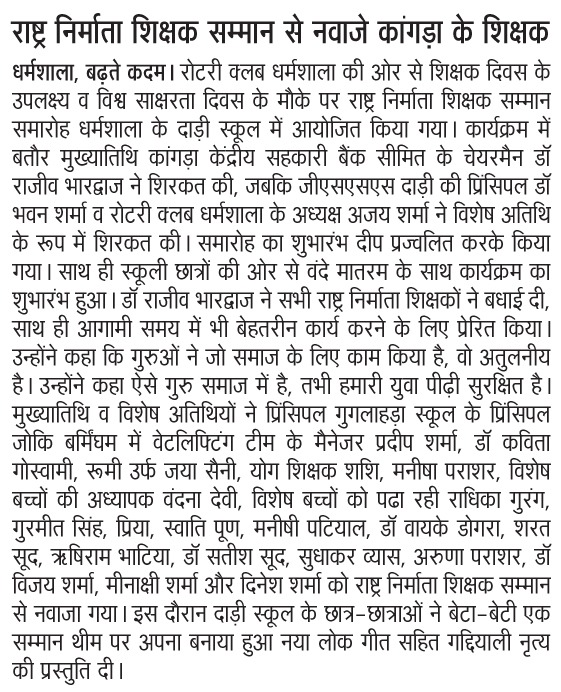 राष्ट्र निर्माता शिक्षक सम्मान से नवाजे कांगड़ा के शिक्षक
धर्मशाला, बढ़ते कदम। रोटरी क्लब धर्मशाला की ओर से शिक्षक दिवस के
उपलक्ष्य व विश्व साक्षरता दिवस के मौके पर राष्ट्र निर्माता शिक्षक सम्मान
समारोह धर्मशाला के दाड़ी स्कूल में आयोजित किया गया। कार्यक्रम में
बतौर मुख्यातिथि कांगड़ा केंद्रीय सहकारी बैंक सीमित के चेयरमैन डॉ
राजीव भारद्वाज ने शिरकत की, जबकि जीएसएसएस दाड़ी की प्रिंसिपल डॉ
भवन शर्मा व रोटरी क्लब धर्मशाला के अध्यक्ष अजय शर्मा ने विशेष अतिथि
के रूप में शिरकत की। समारोह का शुभारंभ दीप प्रज्वलित करके किया
गया। साथ ही स्कूली छात्रों की ओर से वंदे मातरम के साथ कार्यक्रम का
शुभारंभ हुआ। डॉ राजीव भारद्वाज ने सभी राष्ट्र निर्माता शिक्षकों ने बधाई दी,
साथ ही आगामी समय में भी बेहतरीन कार्य करने के लिए प्रेरित किया।
उन्होंने कहा कि गुरुओं ने जो समाज के लिए काम किया है, वो अतुलनीय
है। उन्होंने कहा ऐसे गुरु समाज में है, तभी हमारी युवा पीढ़ी सुरक्षित है।
मुख्यातिथि व विशेष अतिथियों ने प्रिंसिपल गुगलाहड़ा स्कूल के प्रिंसिपल
जोकि बर्मिंघम में वेटलिफ्टिंग टीम के मैनेजर प्रदीप शर्मा, डॉ कविता
गोस्वामी, रूमी उर्फ जया सैनी, योग शिक्षक शशि, मनीषा पराशर, विशेष
बच्चों की अध्यापक वंदना देवी, विशेष बच्चों को पढा रही राधिका गुरंग,
गुरमीत सिंह, प्रिया, स्वाति पूण, मनीषी पटियाल, डॉ वायके डोगरा, शरत
सूद, ऋषिराम भाटिया, डॉ सतीश सूद, सुधाकर व्यास, अरुणा पराशर, डॉ
विजय शर्मा, मीनाक्षी शर्मा और दिनेश शर्मा को राष्ट्र निर्माता शिक्षक सम्मान
से नवाजा गया। इस दौरान दाड़ी स्कूल के छात्र-छात्राओं ने बेटा-बेटी एक
सम्मान थीम पर अपना बनाया हुआ नया लोक गीत सहित गद्दियाली नृत्य
की प्रस्तुति दी।